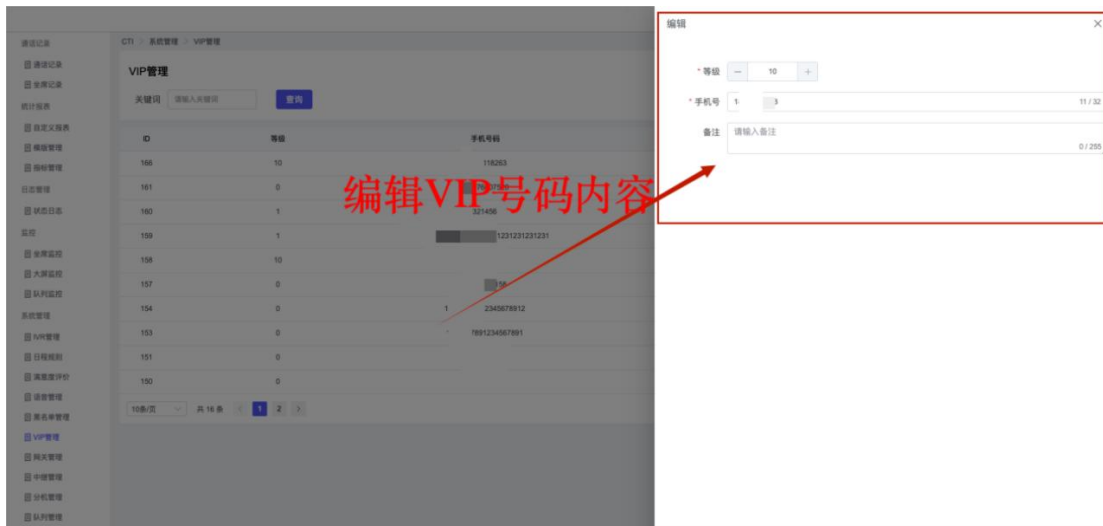 编辑
通话记录
CTI > 系统管理 > VIP管理
通话记录
坐席记录
VIP管理
关键词 请输入关键词 查询
* 等级 − 10 +
* 手机号 11 / 32
备注 请输入备注
0 / 255
统计报表
自定义报表
模版管理
指标管理
日志管理
状态日志
监控
坐席监控
大屏监控
队列监控
系统管理
IVR管理
日程规则
满意度评价
语音管理
黑名单管理
VIP管理
网关管理
中继管理
分机管理
队列管理
ID 等级 手机号码
166 10 118263
161 0
160 1 321456
159 1 1231231231231
158 10
157 0
154 0 1 2345678912
153 0 7891234567891
151 0
150 0
10条/页 共 16 条 < 1 2 >
编辑VIP号码内容